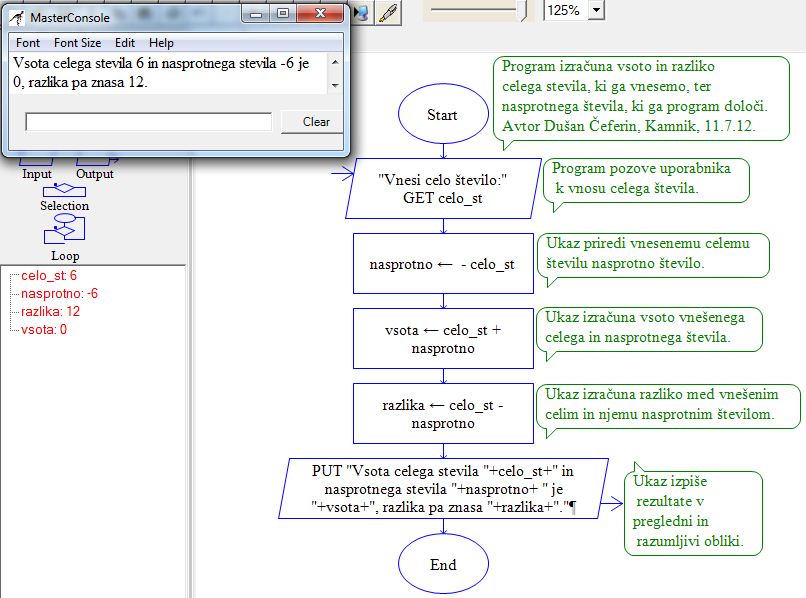 MasterConsole
Font Font Size Edit Help
Vsota celega stevila 6 in nasprotnega stevila -6 je
0, razlika pa znasa 12.
Clear
125%
Input Output
Selection
Loop
celo_st: 6
nasprotno: -6
razlika: 12
vsota: 0
Start
Program izračuna vsoto in razliko
celega stevila, ki ga vnesemo, ter
nasprotnega števila, ki ga program določi.
Avtor Dušan Čeferin, Kamnik, 11.7.12.
"Vnesi celo število:"
GET celo_st
Program pozove uporabnika
k vnosu celega števila.
nasprotno ← - celo_st
Ukaz priredi vnesenemu celemu
številu nasprotno število.
vsota ← celo_st +
nasprotno
Ukaz izračuna vsoto vnešenega
celega in nasprotnega števila.
razlika ← celo_st -
nasprotno
Ukaz izračuna razliko med vnešenim
celim in njemu nasprotnim številom.
PUT "Vsota celega stevila "+celo_st+" in
nasprotnega stevila "+nasprotno+ " je
"+vsota+", razlika pa znasa "+razlika+"."¶
Ukaz izpiše
rezultate v
pregledni in
razumljivi obliki.
End